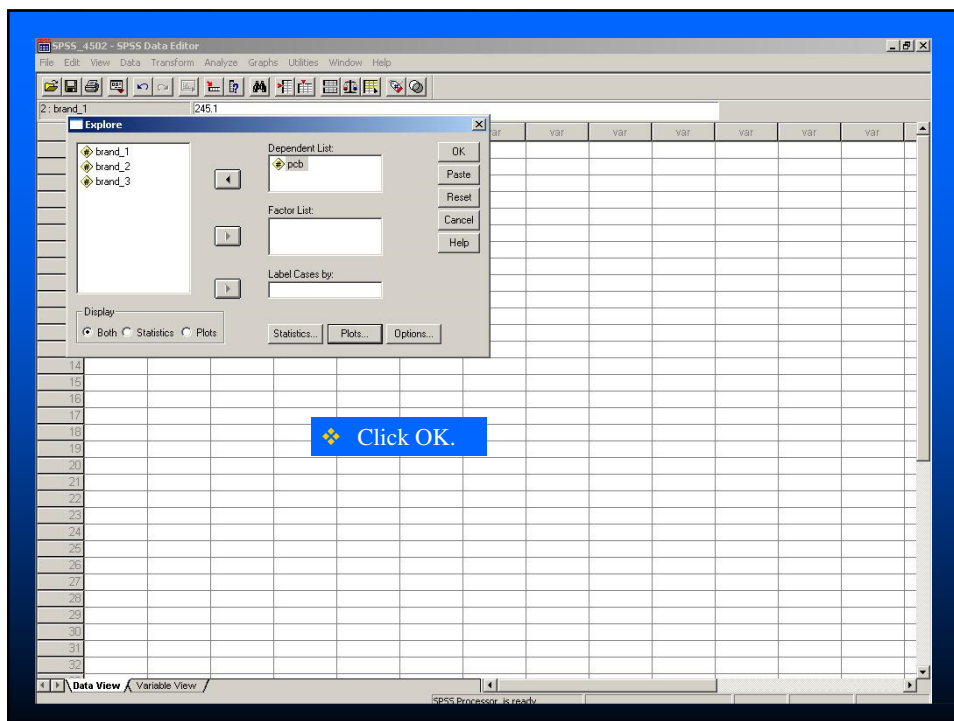 SPSS_4502 - SPSS Data Editor
File Edit View Data Transform Analyze Graphs Utilities Window Help
2 : brand_1 245.1
Explore
var var var var var var
brand_1
brand_2
brand_3
Dependent List:
pcb
Factor List:
Label Cases by:
OK
Paste
Reset
Cancel
Help
Display
Both Statistics Plots
Statistics... Plots... Options...
14
15
16
17
18
19
20
21
22
23
24
25
26
27
28
29
30
31
32
Click OK.
Data View Variable View
SPSS Processor is ready